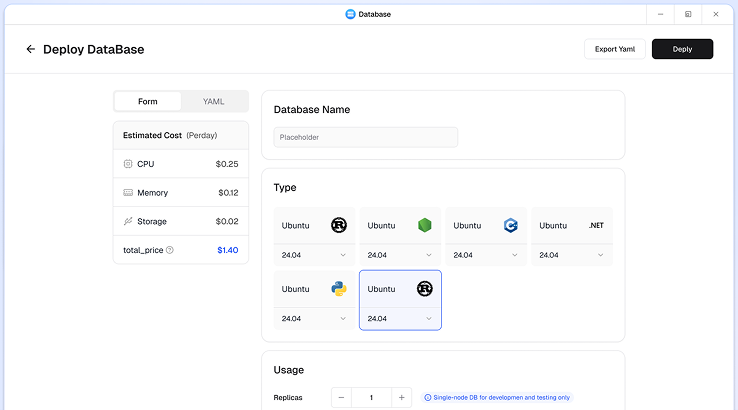 Database
Deploy DataBase
Export Yaml
Deply
Form
YAML
Estimated Cost (Perday)
CPU
$0.25
Memory
$0.12
Storage
$0.02
total_price
$1.40
Database Name
Placeholder
Type
Ubuntu
Ubuntu
Ubuntu
Ubuntu
.NET
24.04
24.04
24.04
24.04
Ubuntu
Ubuntu
24.04
24.04
Usage
Replicas
1
Single-node DB for developmen and testing only